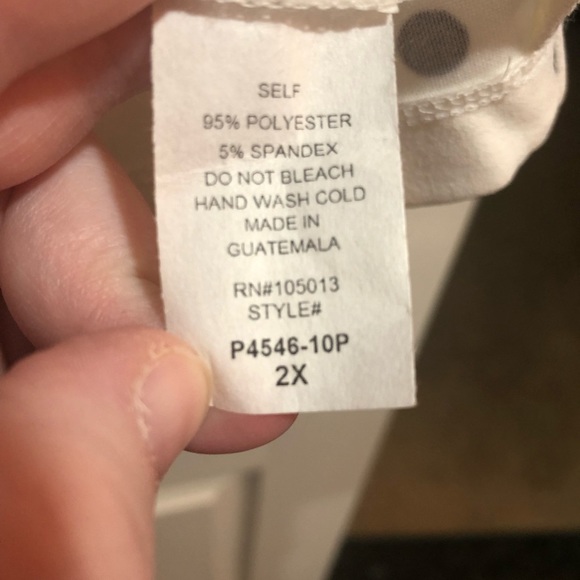 SELF
95% POLYESTER
5% SPANDEX
DO NOT BLEACH
HAND WASH COLD
MADE IN
GUATEMALA
RN#105013
STYLE#
P4546-10P
2X